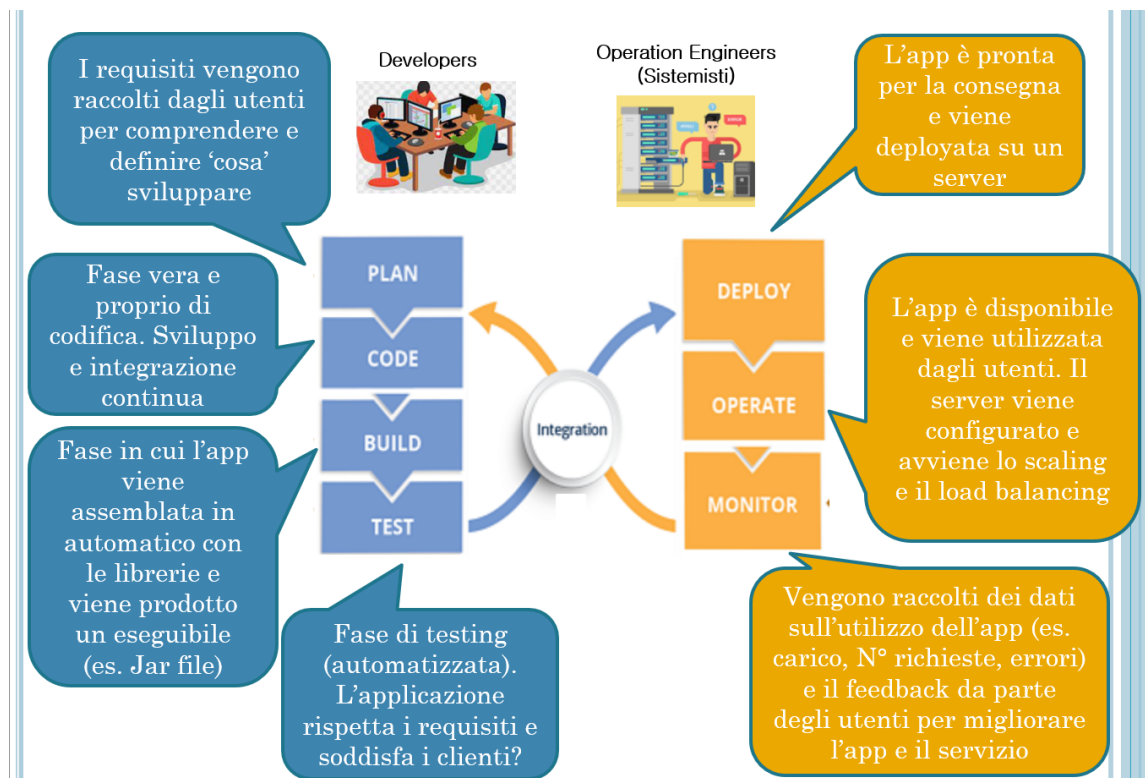 I requisiti vengono
raccolti dagli utenti
per comprendere e
definire ‘cosa’
sviluppare
Developers
Operation Engineers
(Sistemisti)
L’app è pronta
per la consegna
e viene
deployata su un
server
Fase vera e
proprio di
codifica. Sviluppo
e integrazione
continua
PLAN
CODE
BUILD
TEST
Integration
DEPLOY
OPERATE
MONITOR
L’app è disponibile
e viene utilizzata
dagli utenti. Il
server viene
configurato e
avviene lo scaling
e il load balancing
Fase in cui l’app
viene
assemblata in
automatico con
le librerie e
viene prodotto
un eseguibile
(es. Jar file)
Fase di testing
(automatizzata).
L’applicazione
rispetta i requisiti e
soddisfa i clienti?
Vengono raccolti dei dati
sull’utilizzo dell’app (es.
carico, N° richieste, errori)
e il feedback da parte
degli utenti per migliorare
l’app e il servizio